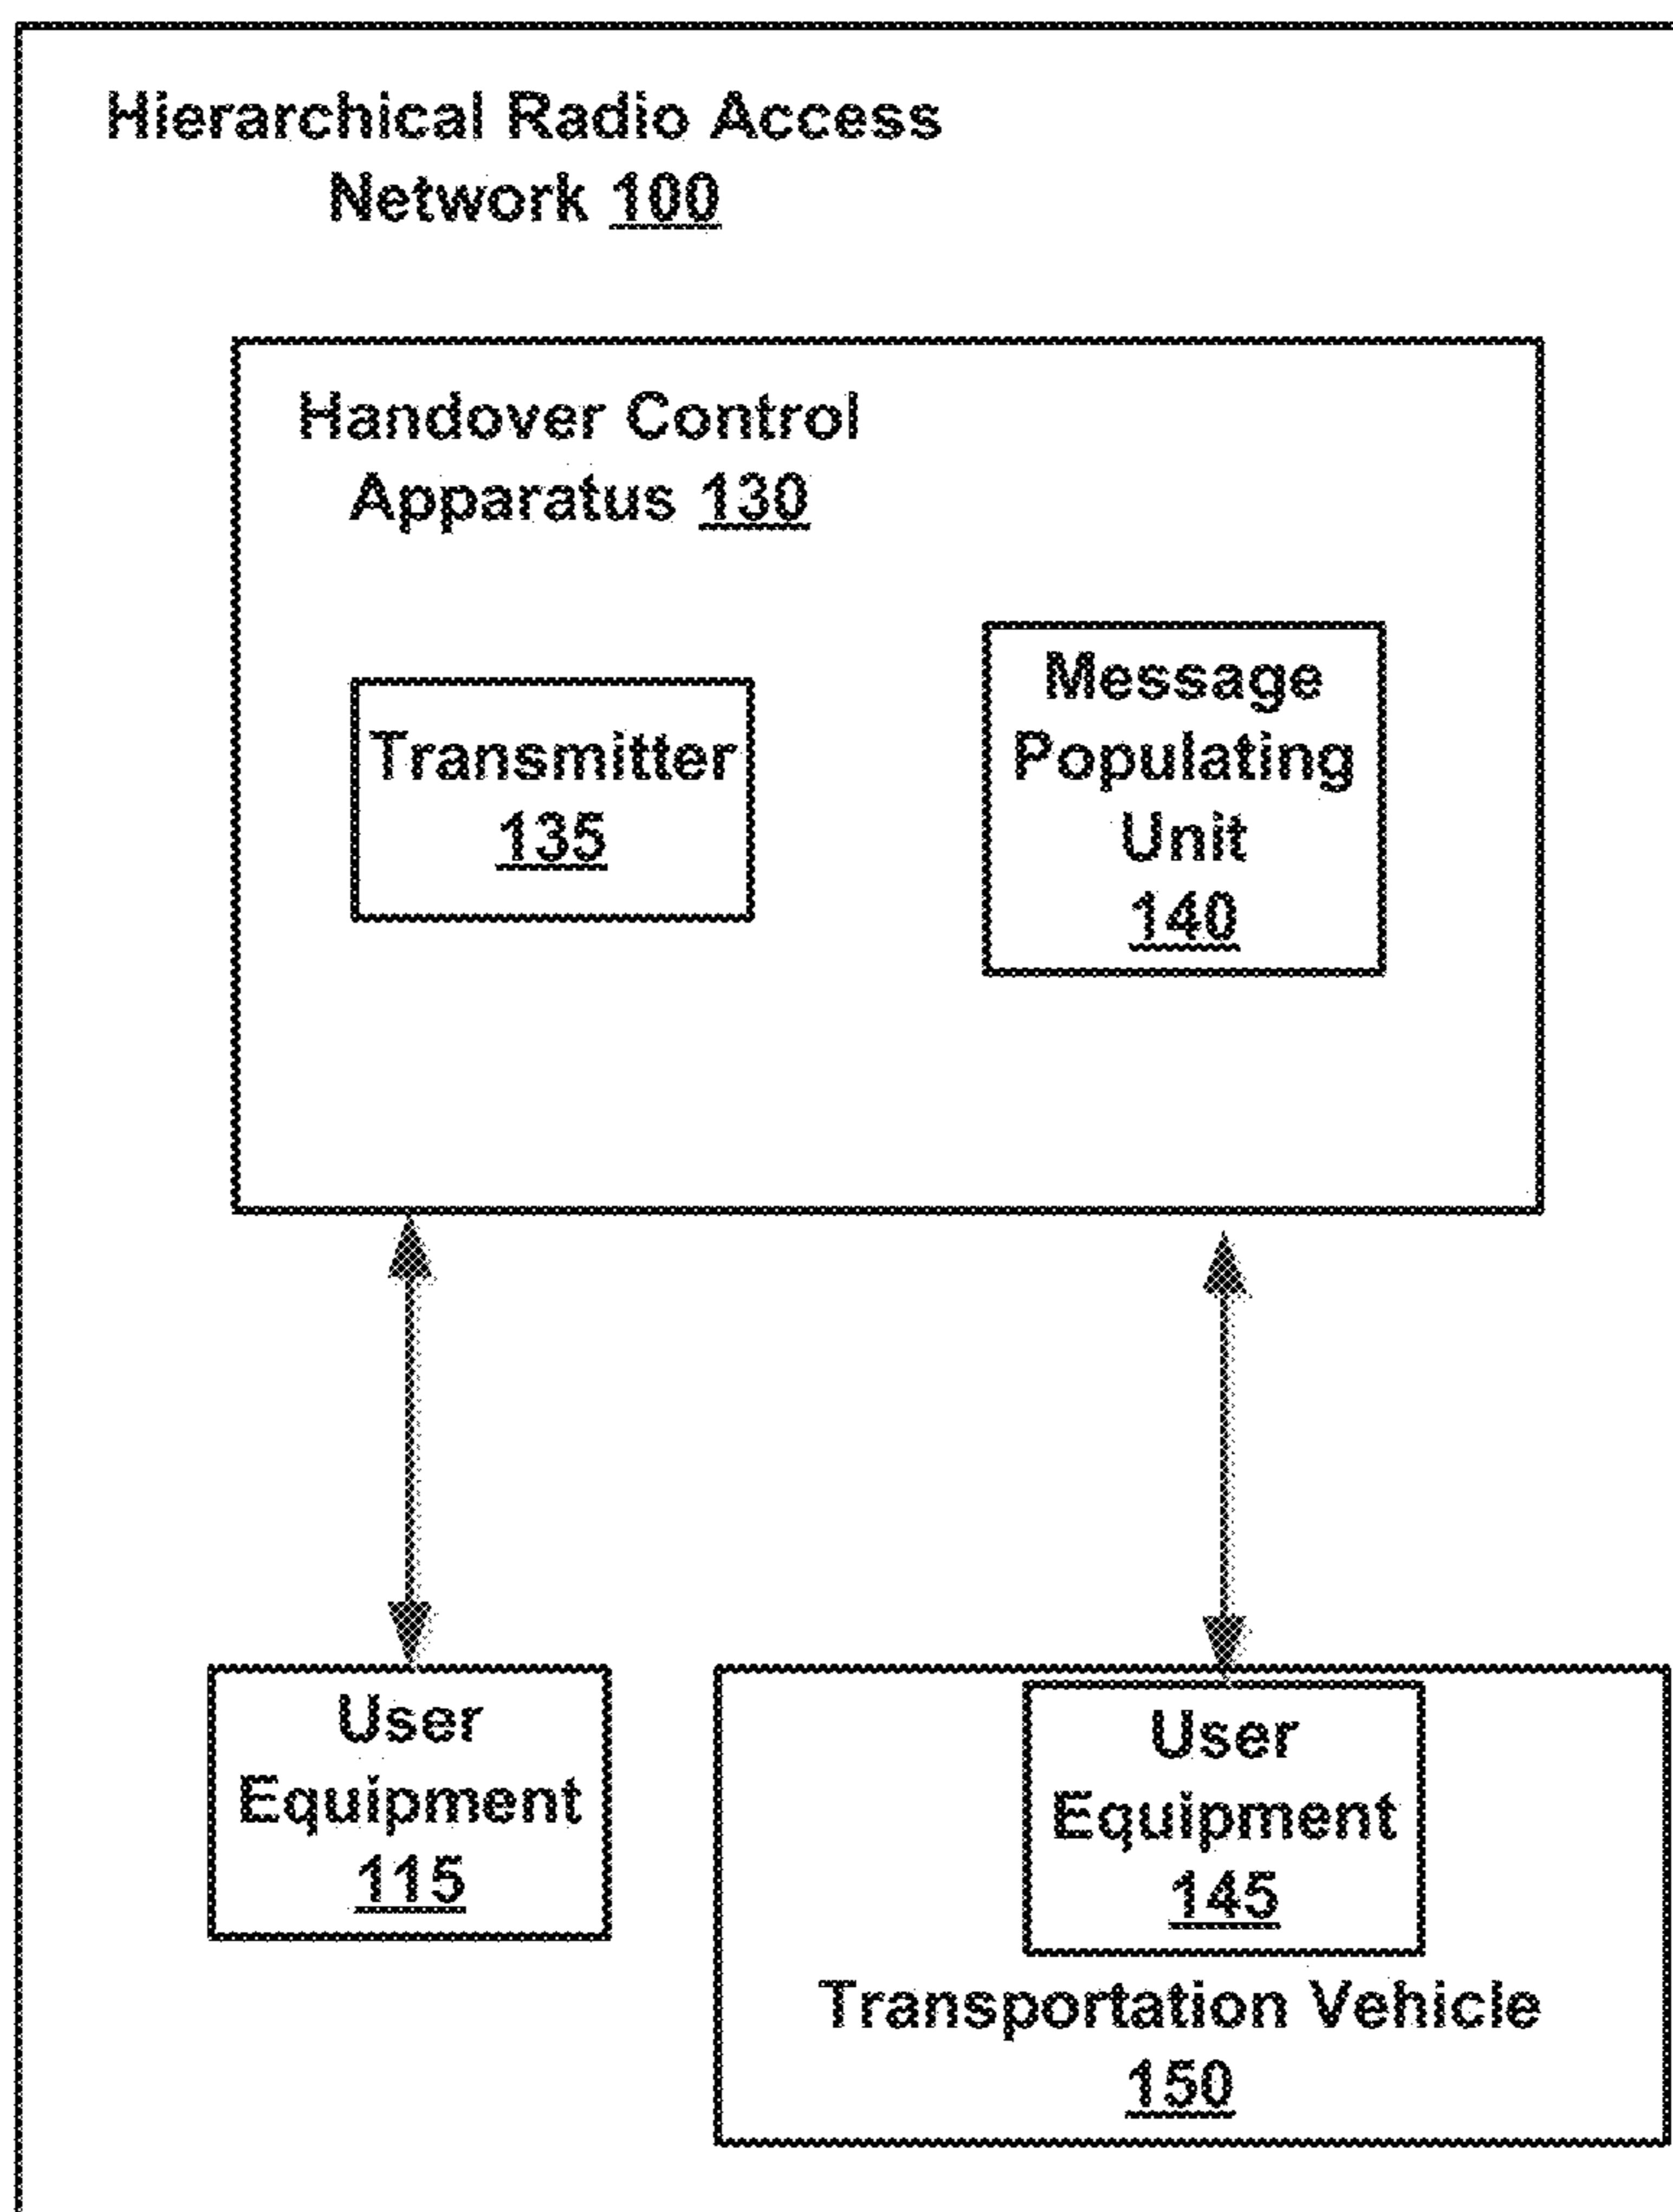 Hierarchical Radio Access
Network 100
Handover Control
Apparatus 130
Transmitter
135
Message
Populating
Unit
140
User
Equipment
115
User
Equipment
145
Transportation Vehicle
150